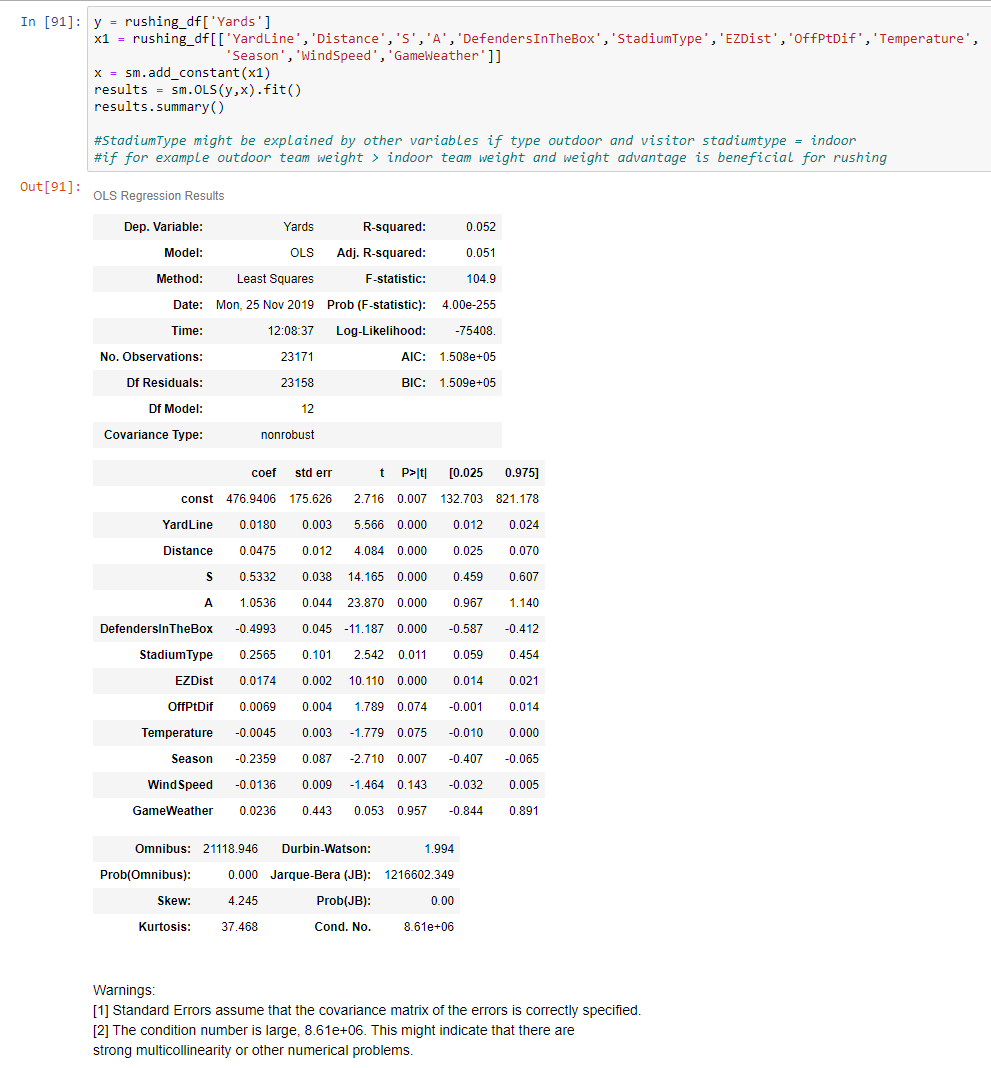 In [91]: y = rushing_df['Yards']
x1 = rushing_df[['YardLine','Distance','S','A','DefendersInTheBox','StadiumType','EZDist','OffPtDif','Temperature',
'Season','WindSpeed','GameWeather']]
x = sm.add_constant(x1)
results = sm.OLS(y,x).fit()
results.summary()
#StadiumType might be explained by other variables if type outdoor and visitor stadiumtype = indoor
#if for example outdoor team weight > indoor team weight and weight advantage is beneficial for rushing
Out[91]: OLS Regression Results
Dep. Variable: Yards R-squared: 0.052
Model: OLS Adj. R-squared: 0.051
Method: Least Squares F-statistic: 104.9
Date: Mon, 25 Nov 2019 Prob (F-statistic): 4.00e-255
Time: 12:08:37 Log-Likelihood: -75408.
No. Observations: 23171 AIC: 1.508e+05
Df Residuals: 23158 BIC: 1.509e+05
Df Model: 12
Covariance Type: nonrobust
coef std err t P>|t| [0.025 0.975]
const 476.9406 175.626 2.716 0.007 132.703 821.178
YardLine 0.0180 0.003 5.566 0.000 0.012 0.024
Distance 0.0475 0.012 4.084 0.000 0.025 0.070
S 0.5332 0.038 14.165 0.000 0.459 0.607
A 1.0536 0.044 23.870 0.000 0.967 1.140
DefendersInTheBox -0.4993 0.045 -11.187 0.000 -0.587 -0.412
StadiumType 0.2565 0.101 2.542 0.011 0.059 0.454
EZDist 0.0174 0.002 10.110 0.000 0.014 0.021
OffPtDif 0.0069 0.004 1.789 0.074 -0.001 0.014
Temperature -0.0045 0.003 -1.779 0.075 -0.010 0.000
Season -0.2359 0.087 -2.710 0.007 -0.407 -0.065
WindSpeed -0.0136 0.009 -1.464 0.143 -0.032 0.005
GameWeather 0.0236 0.443 0.053 0.957 -0.844 0.891
Omnibus: 21118.946 Durbin-Watson: 1.994
Prob(Omnibus): 0.000 Jarque-Bera (JB): 1216602.349
Skew: 4.245 Prob(JB): 0.00
Kurtosis: 37.468 Cond. No. 8.61e+06
Warnings:
[1] Standard Errors assume that the covariance matrix of the errors is correctly specified.
[2] The condition number is large, 8.61e+06. This might indicate that there are
strong multicollinearity or other numerical problems.